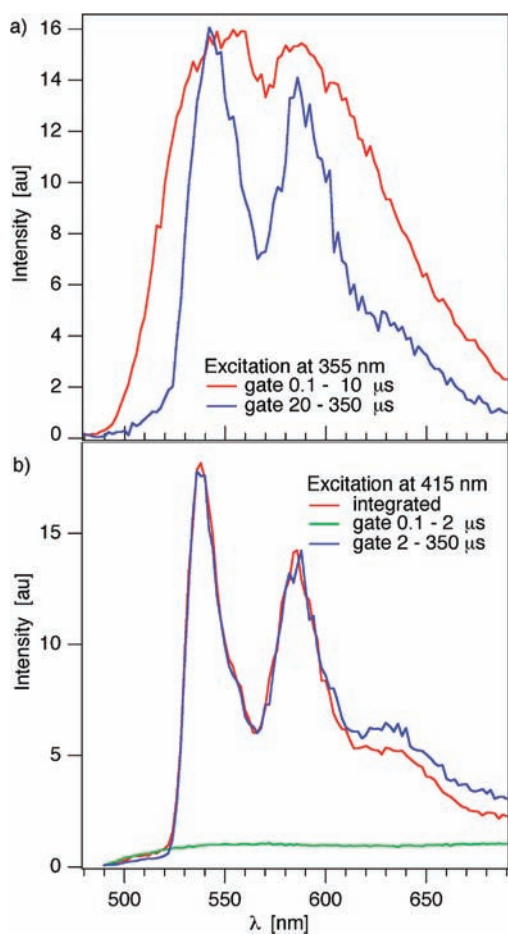 a)
16
14
12
10
8
6
4
2
0
Intensity [au]
Excitation at 355 nm
gate 0.1 - 10 μs
gate 20 - 350 μs
b)
15
10
5
0
Intensity [au]
Excitation at 415 nm
integrated
gate 0.1 - 2 μs
gate 2 - 350 μs
500 550 600 650
λ [nm]